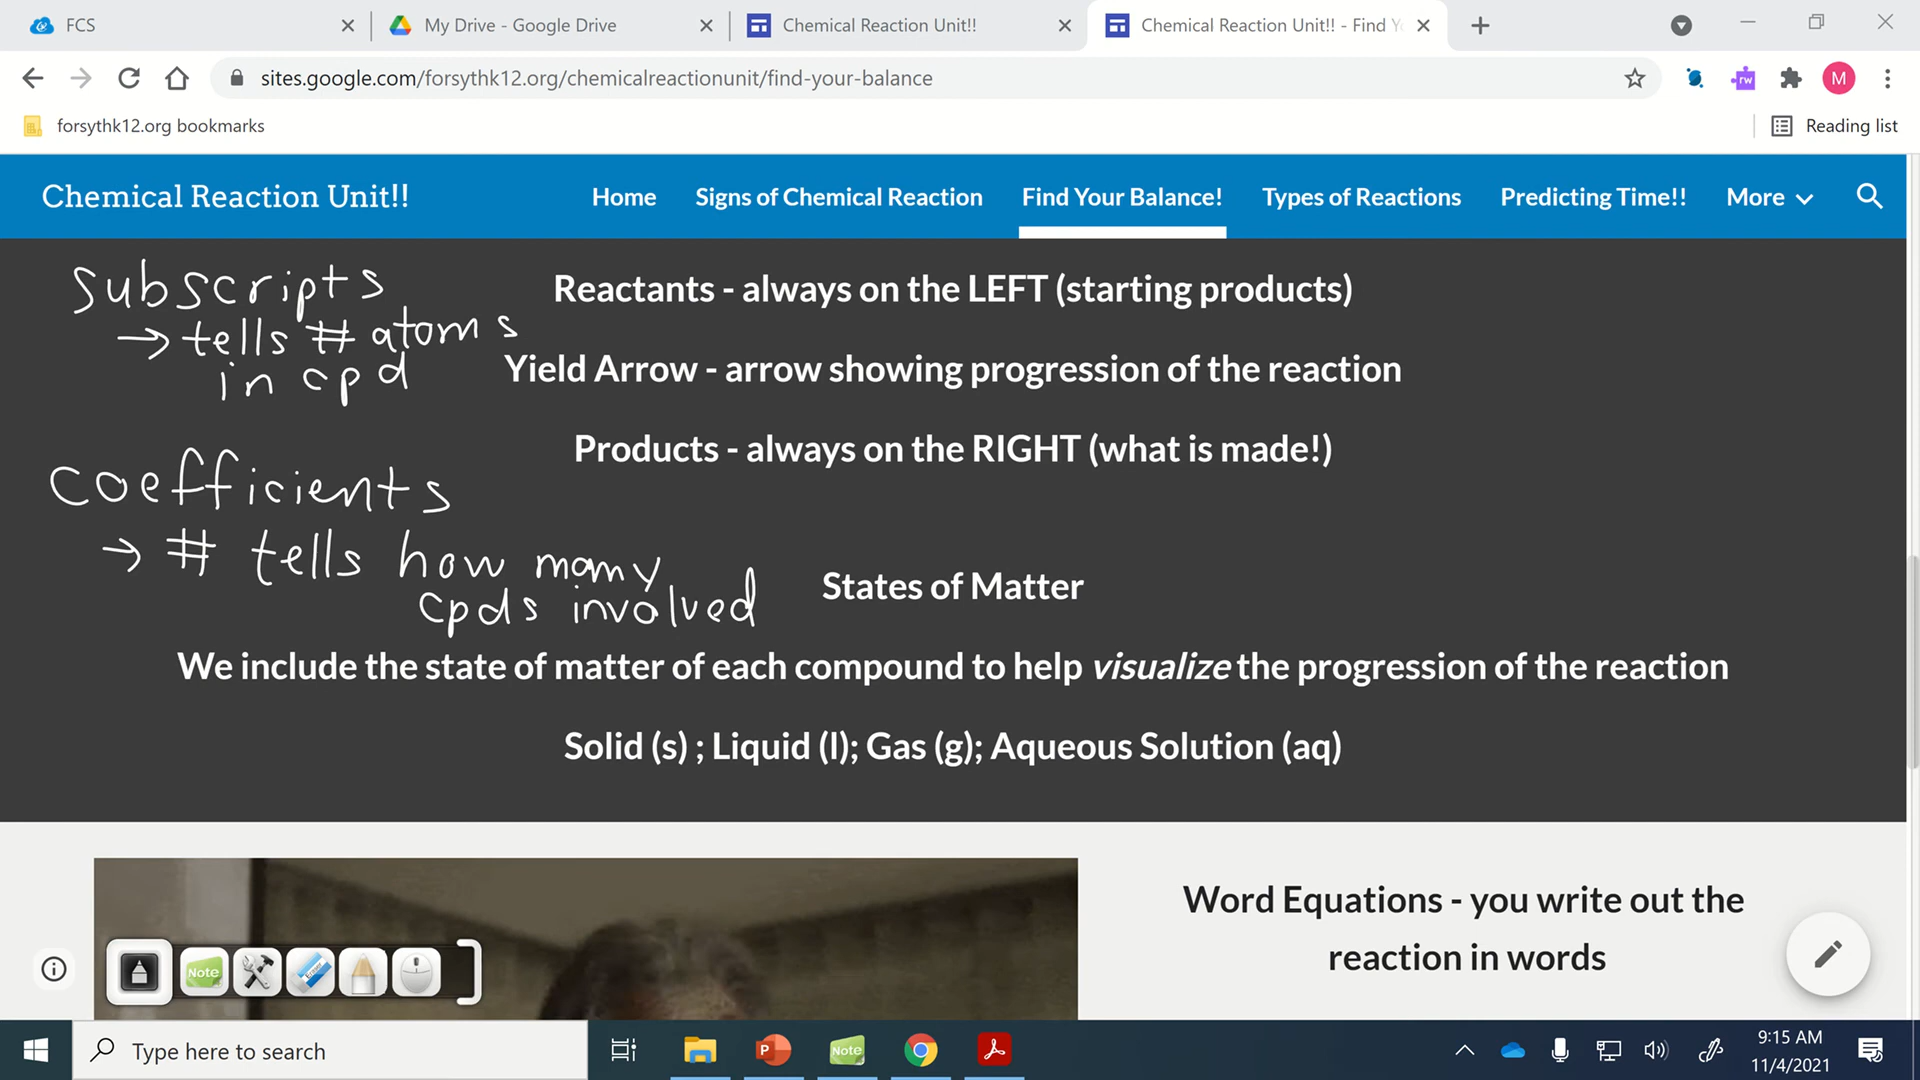 FCS
My Drive - Google Drive
Chemical Reaction Unit!!
Chemical Reaction Unit!! - Find Y
sites.google.com/forsythk12.org/chemicalreactionunit/find-your-balance
rw
M
forsythk12.org bookmarks
Reading list
Chemical Reaction Unit!!
Home
Signs of Chemical Reaction
Find Your Balance!
Types of Reactions
Predicting Time!!
More
Subscripts
→ tells # atoms
in cpd
Reactants - always on the LEFT (starting products)
Yield Arrow - arrow showing progression of the reaction
Products - always on the RIGHT (what is made!)
Coefficients
→ # tells how many
cpds involved
States of Matter
We include the state of matter of each compound to help visualize the progression of the reaction
Solid (s) ; Liquid (l); Gas (g); Aqueous Solution (aq)
Word Equations - you write out the
reaction in words
Note
Type here to search
P
Note
9:15 AM
11/4/2021